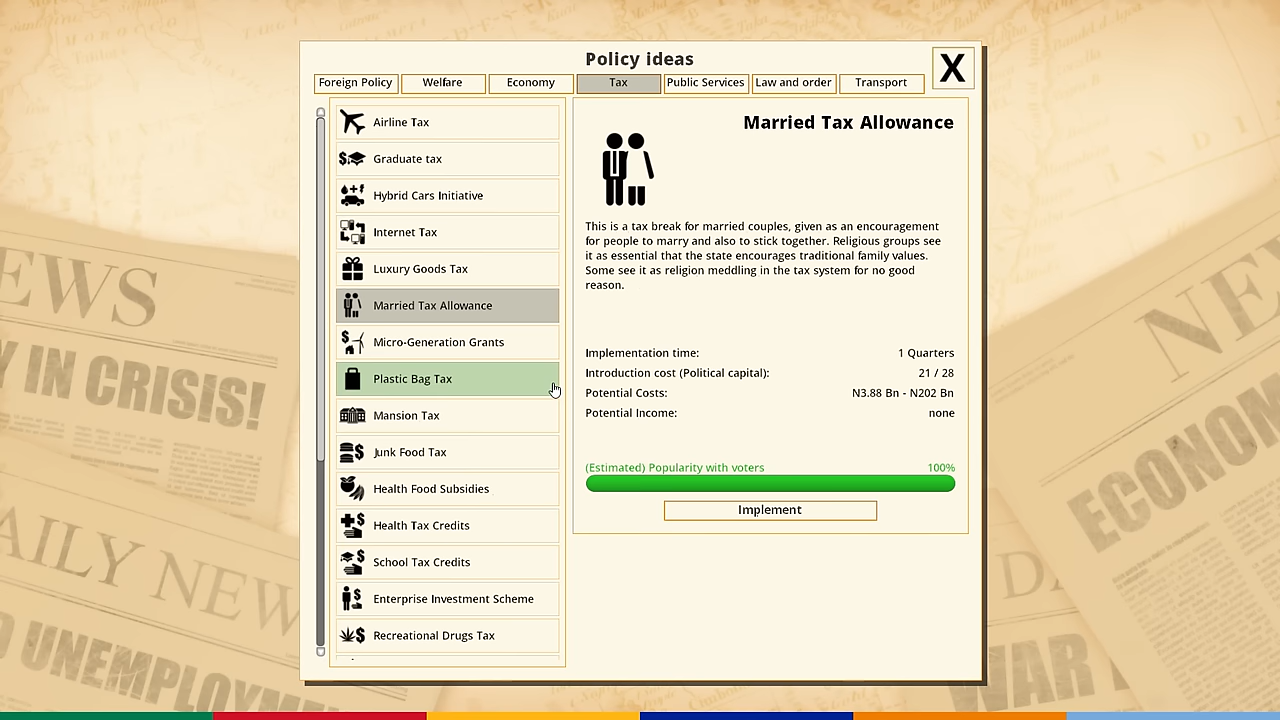 Policy ideas
X
Foreign Policy
Welfare
Economy
Tax
Public Services
Law and order
Transport
Airline Tax
Graduate tax
Hybrid Cars Initiative
Internet Tax
Luxury Goods Tax
Married Tax Allowance
Micro-Generation Grants
Plastic Bag Tax
Mansion Tax
Junk Food Tax
Health Food Subsidies
Health Tax Credits
School Tax Credits
Enterprise Investment Scheme
Recreational Drugs Tax
Married Tax Allowance
This is a tax break for married couples, given as an encouragement
for people to marry and also to stick together. Religious groups see
it as essential that the state encourages traditional family values.
Some see it as religion meddling in the tax system for no good
reason.
Implementation time: 1 Quarters
Introduction cost (Political capital): 21 / 28
Potential Costs: N3.88 Bn - N202 Bn
Potential Income: none
(Estimated) Popularity with voters 100%
Implement
EWS
Y IN CRISIS!
AILY NEW
UNEMPLOYM
NE
ECONOM
DA
WAR